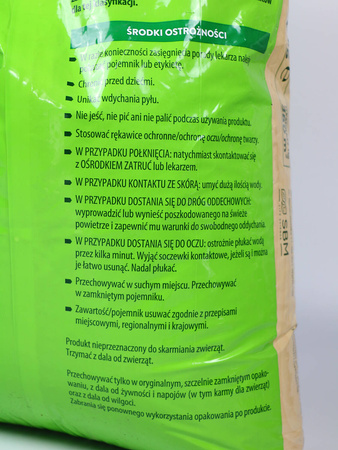 dla tej klasyfikacji.
ŚRODKI OSTROŻNOŚCI
W razie konieczności zasięgnięcia porady lekarza należy
pojemnik lub etykietę.
Chronić przed dziećmi.
Unikać wdychania pyłu.
Nie jeść, nie pić ani nie palić podczas używania produktu.
Stosować rękawice ochronne/ochronę oczu/ochronę twarzy.
W PRZYPADKU POŁKNIĘCIA: natychmiast skontaktować się
z OŚRODKIEM ZATRUĆ lub lekarzem.
W PRZYPADKU KONTAKTU ZE SKÓRĄ: umyć dużą ilością wody.
W PRZYPADKU DOSTANIA SIĘ DO DRÓG ODDECHOWYCH:
wyprowadzić lub wynieść poszkodowanego na świeże
powietrze i zapewnić mu warunki do swobodnego oddychania.
W PRZYPADKU DOSTANIA SIĘ DO OCZU: ostrożnie płukać wodą
przez kilka minut. Wyjąć soczewki kontaktowe, jeżeli są i można
je łatwo usunąć. Nadal płukać.
Przechowywać w suchym miejscu. Przechowywać
w zamkniętym pojemniku.
Zawartość/pojemnik usuwać zgodnie z przepisami
miejscowymi, regionalnymi i krajowymi.
Produkt nieprzeznaczony do skarmiania zwierząt.
Trzymać z dala od zwierząt.
Przechowywać tylko w oryginalnym, szczelnie zamkniętym opako-
waniu, z dala od żywności i napojów (w tym karmy dla zwierząt)
oraz z dala od wilgoci.
Zabrania się ponownego wykorzystania opakowania po produkcie.
SBM